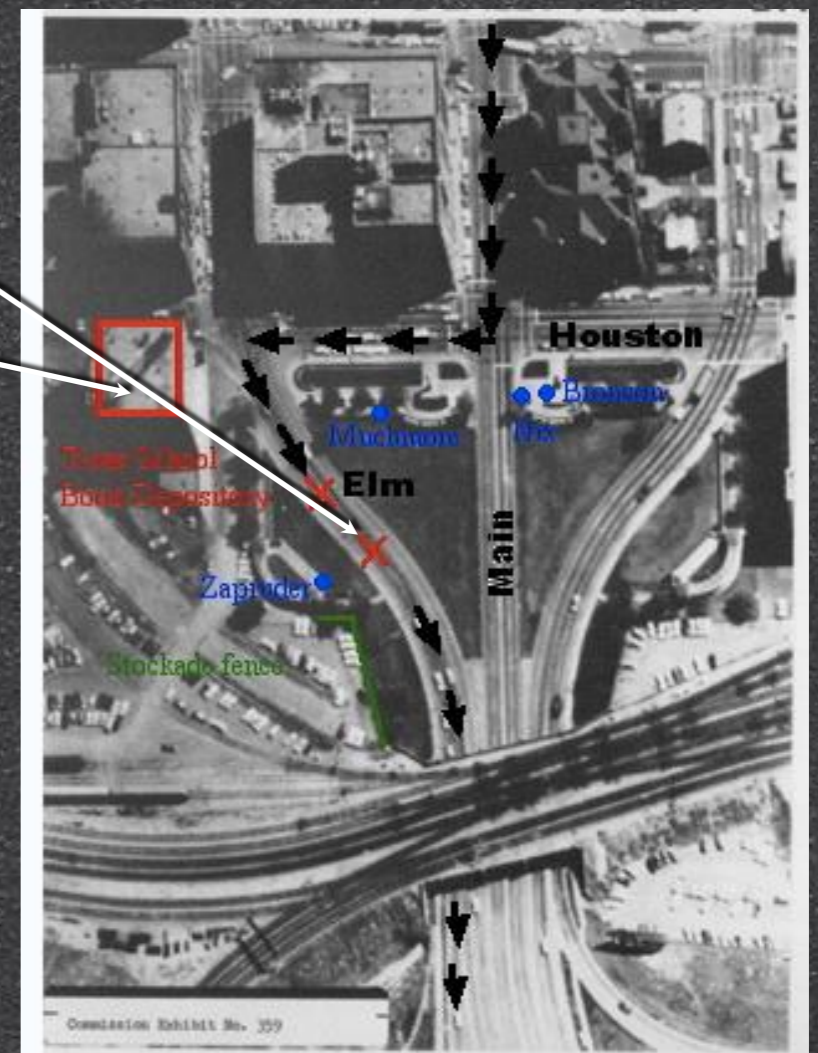 Houston
Bronson
Nix
Muchmore
Texas School
Book Depository
Elm
Main
Zapruder
Stockade fence
Commission Exhibit No. 359